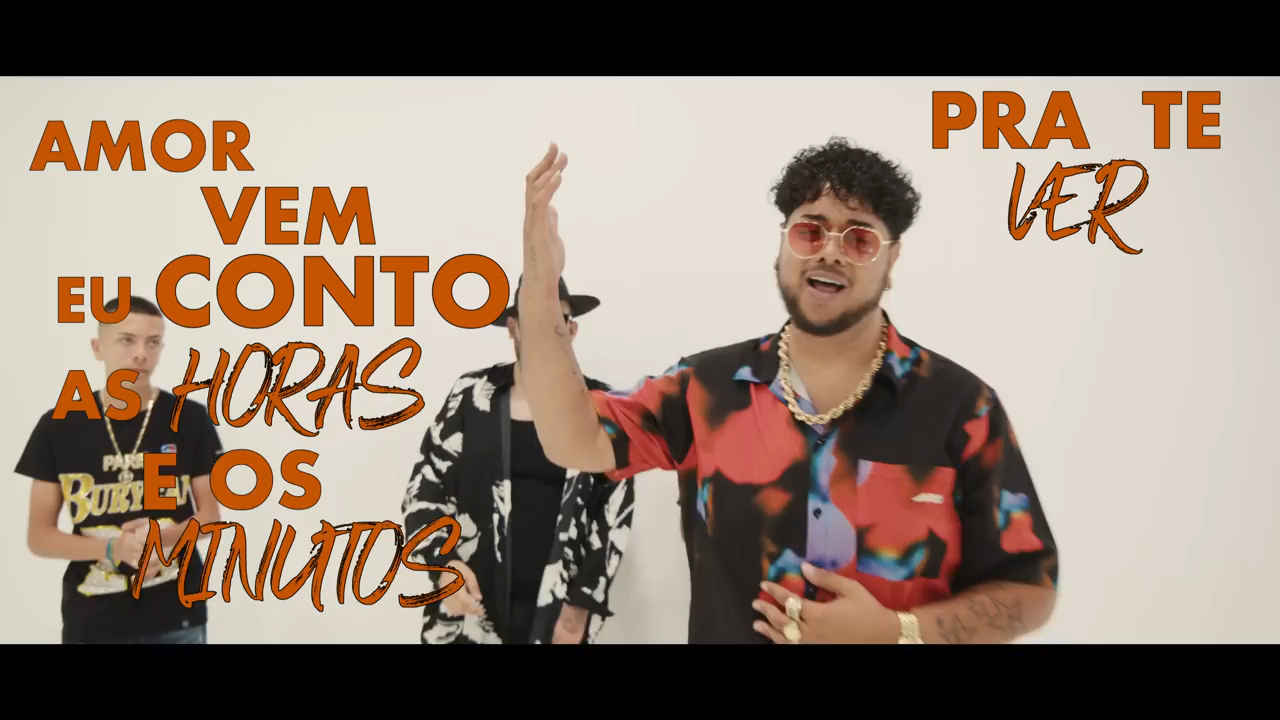 AMOR
VEM
EU CONTO
AS HORAS
E OS
MINUTOS
PRA TE
VER